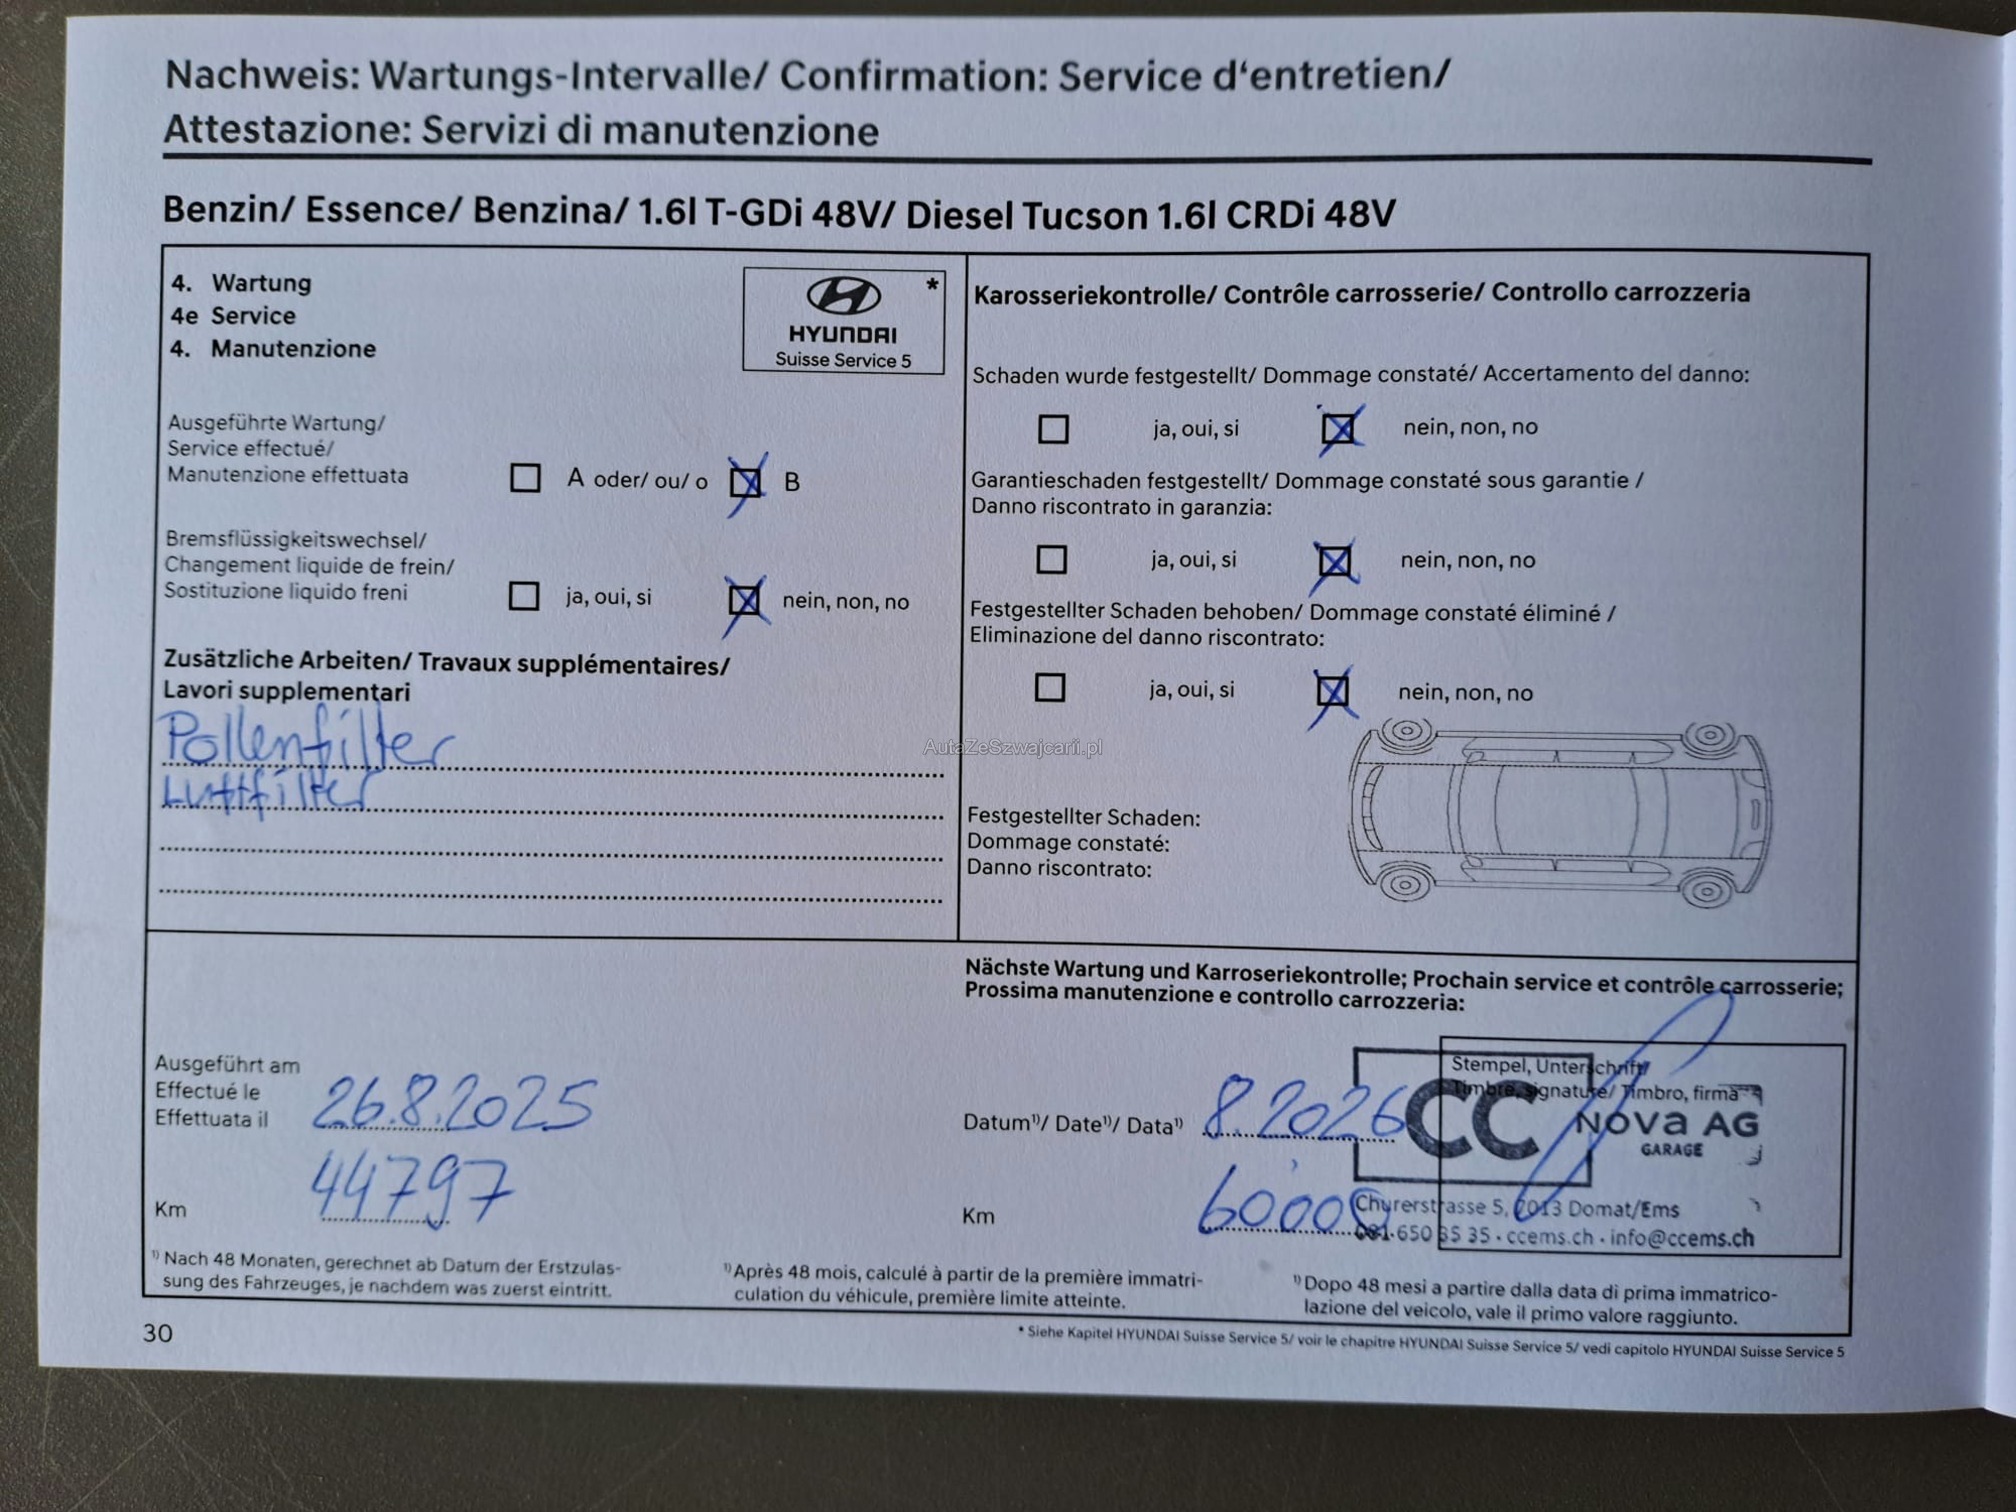 Nachweis: Wartungs-Intervalle/ Confirmation: Service d‘entretien/
Attestazione: Servizi di manutenzione
Benzin/ Essence/ Benzina/ 1.6l T-GDi 48V/ Diesel Tucson 1.6l CRDi 48V
4. Wartung
4e Service
4. Manutenzione
*
HYUNDAI
Suisse Service 5
Ausgeführte Wartung/
Service effectué/
Manutenzione effettuata
A oder/ ou/ o
B
Bremsflüssigkeitswechsel/
Changement liquide de frein/
Sostituzione liquido freni
ja, oui, si
nein, non, no
Zusätzliche Arbeiten/ Travaux supplémentaires/
Lavori supplementari
Pollenfilter
Luftfilter
Karosseriekontrolle/ Contrôle carrosserie/ Controllo carrozzeria
Schaden wurde festgestellt/ Dommage constaté/ Accertamento del danno:
ja, oui, si
nein, non, no
Garantieschaden festgestellt/ Dommage constaté sous garantie /
Danno riscontrato in garanzia:
ja, oui, si
nein, non, no
Festgestellter Schaden behoben/ Dommage constaté éliminé /
Eliminazione del danno riscontrato:
ja, oui, si
nein, non, no
AutaZeSzwajcarii.pl
Festgestellter Schaden:
Dommage constaté:
Danno riscontrato:
Ausgeführt am
Effectué le
Effettuata il
26.8.2025
Km
44797
Nächste Wartung und Karroseriekontrolle; Prochain service et contrôle carrosserie;
Prossima manutenzione e controllo carrozzeria:
Datum¹⁾/ Date¹⁾/ Data¹⁾
8.2026
Km
60000
Stempel, Unterschrift/
Timbre, signature/ Timbro, firma
CC NOVA AG
GARAGE
Churerstrasse 5, 7013 Domat/Ems
081 650 35 35 · ccems.ch · info@ccems.ch
¹⁾ Nach 48 Monaten, gerechnet ab Datum der Erstzulas-
sung des Fahrzeuges, je nachdem was zuerst eintritt.
¹⁾ Après 48 mois, calculé à partir de la première immatri-
culation du véhicule, première limite atteinte.
¹⁾ Dopo 48 mesi a partire dalla data di prima immatrico-
lazione del veicolo, vale il primo valore raggiunto.
30
* Siehe Kapitel HYUNDAI Suisse Service 5/ voir le chapitre HYUNDAI Suisse Service 5/ vedi capitolo HYUNDAI Suisse Service 5